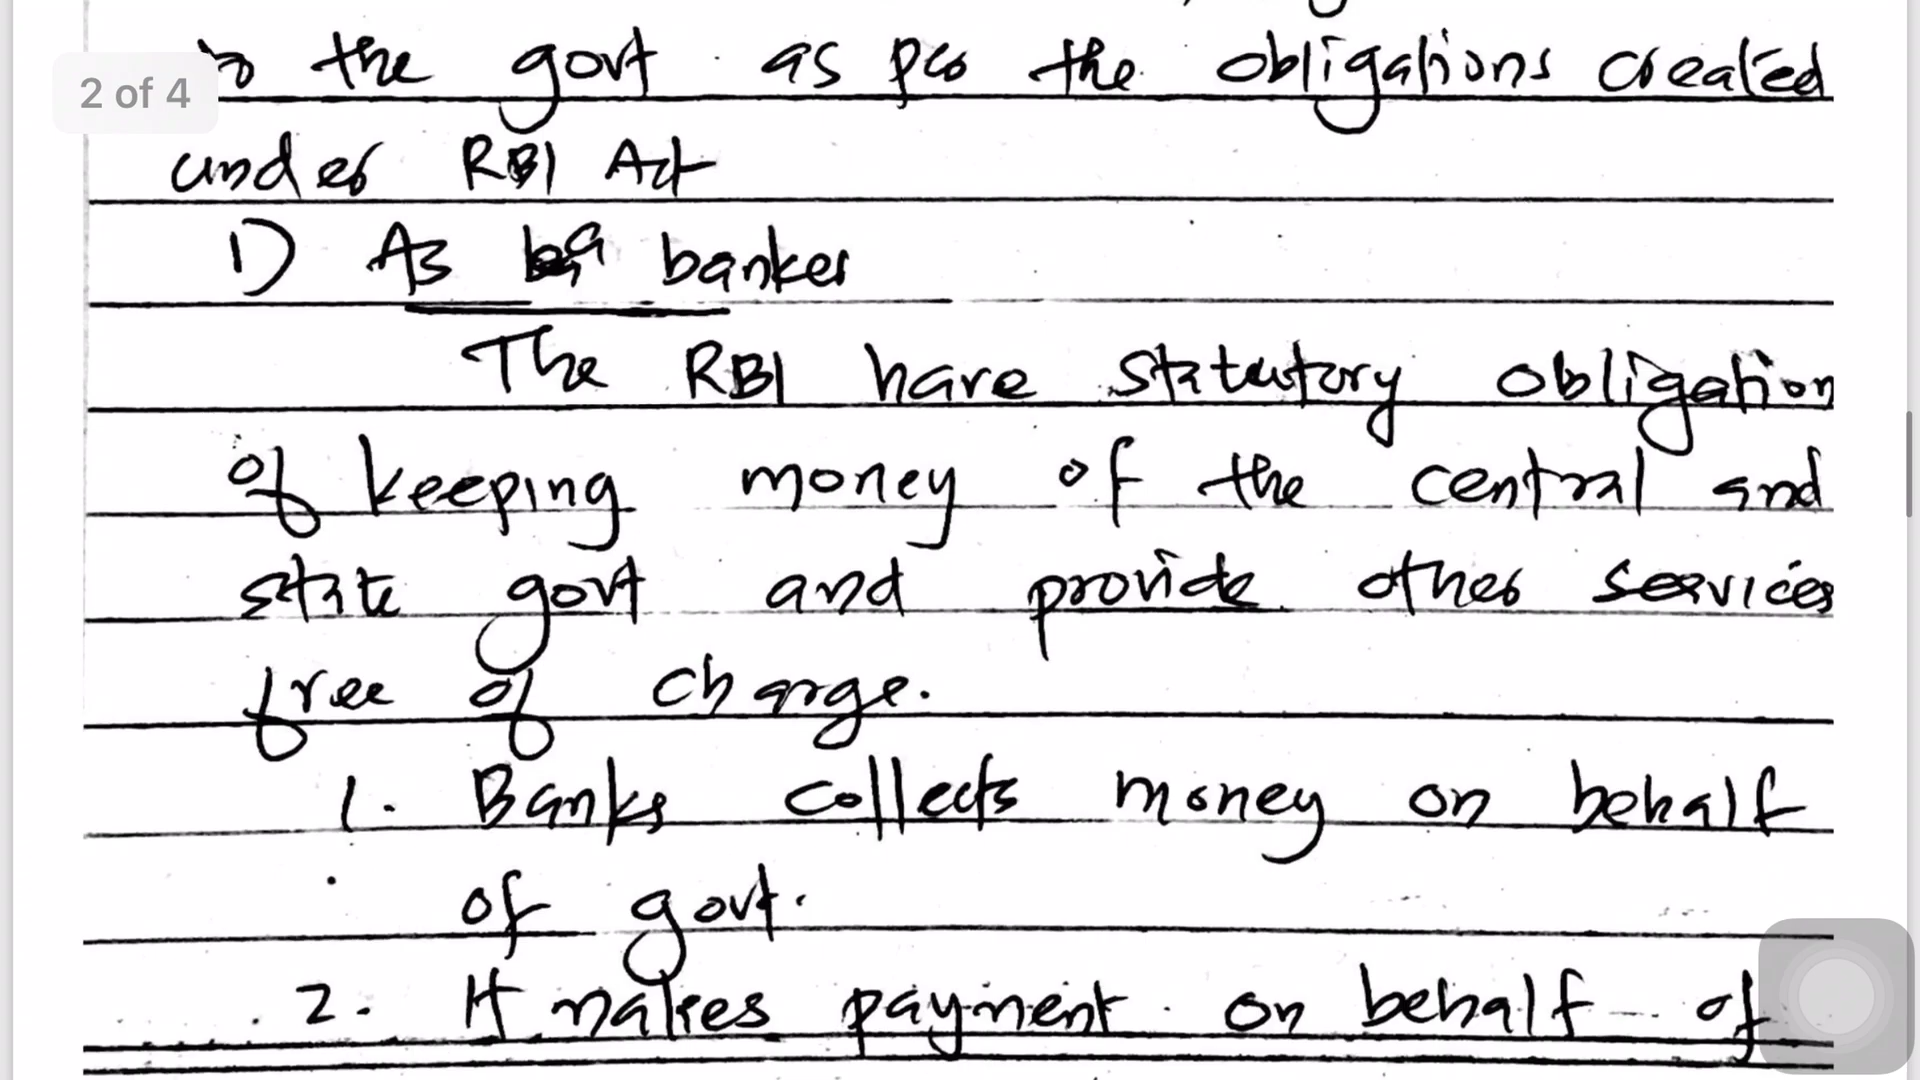 to the govt as per the obligations created
2 of 4
under RBI Act
1) As a banker
The RBI have statutory obligation
of keeping money of the central and
state govt and provide other services
free of charge.
1. Banks collects money on behalf
of govt.
2. It makes payment on behalf of